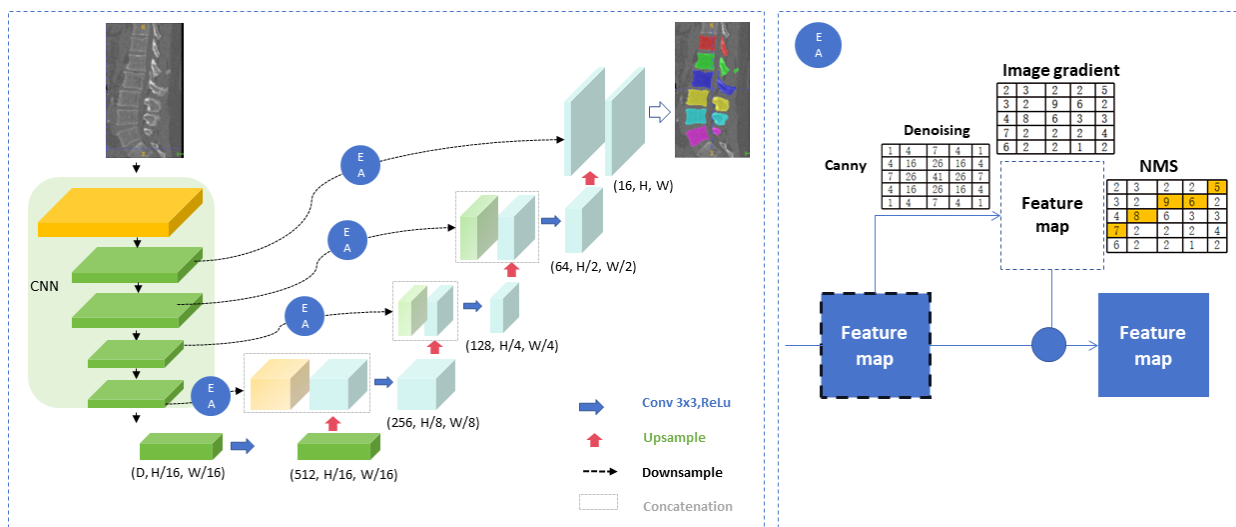 E
A
E
A
E
A
E
A
CNN
(16, H, W)
(64, H/2, W/2)
(128, H/4, W/4)
(256, H/8, W/8)
(D, H/16, W/16)
(512, H/16, W/16)
Conv 3x3,ReLu
Upsample
Downsample
Concatenation
E
A
Image gradient
2 3 2 2 5
3 2 9 6 2
4 8 6 3 3
7 2 2 2 4
6 2 2 1 2
Denoising
Canny
1 4 7 4 1
4 16 26 16 4
7 26 41 26 7
4 16 26 16 4
1 4 7 4 1
NMS
2 3 2 2 5
3 2 9 6 2
4 8 6 3 3
7 2 2 2 4
6 2 2 1 2
Feature
map
Feature
map
Feature
map